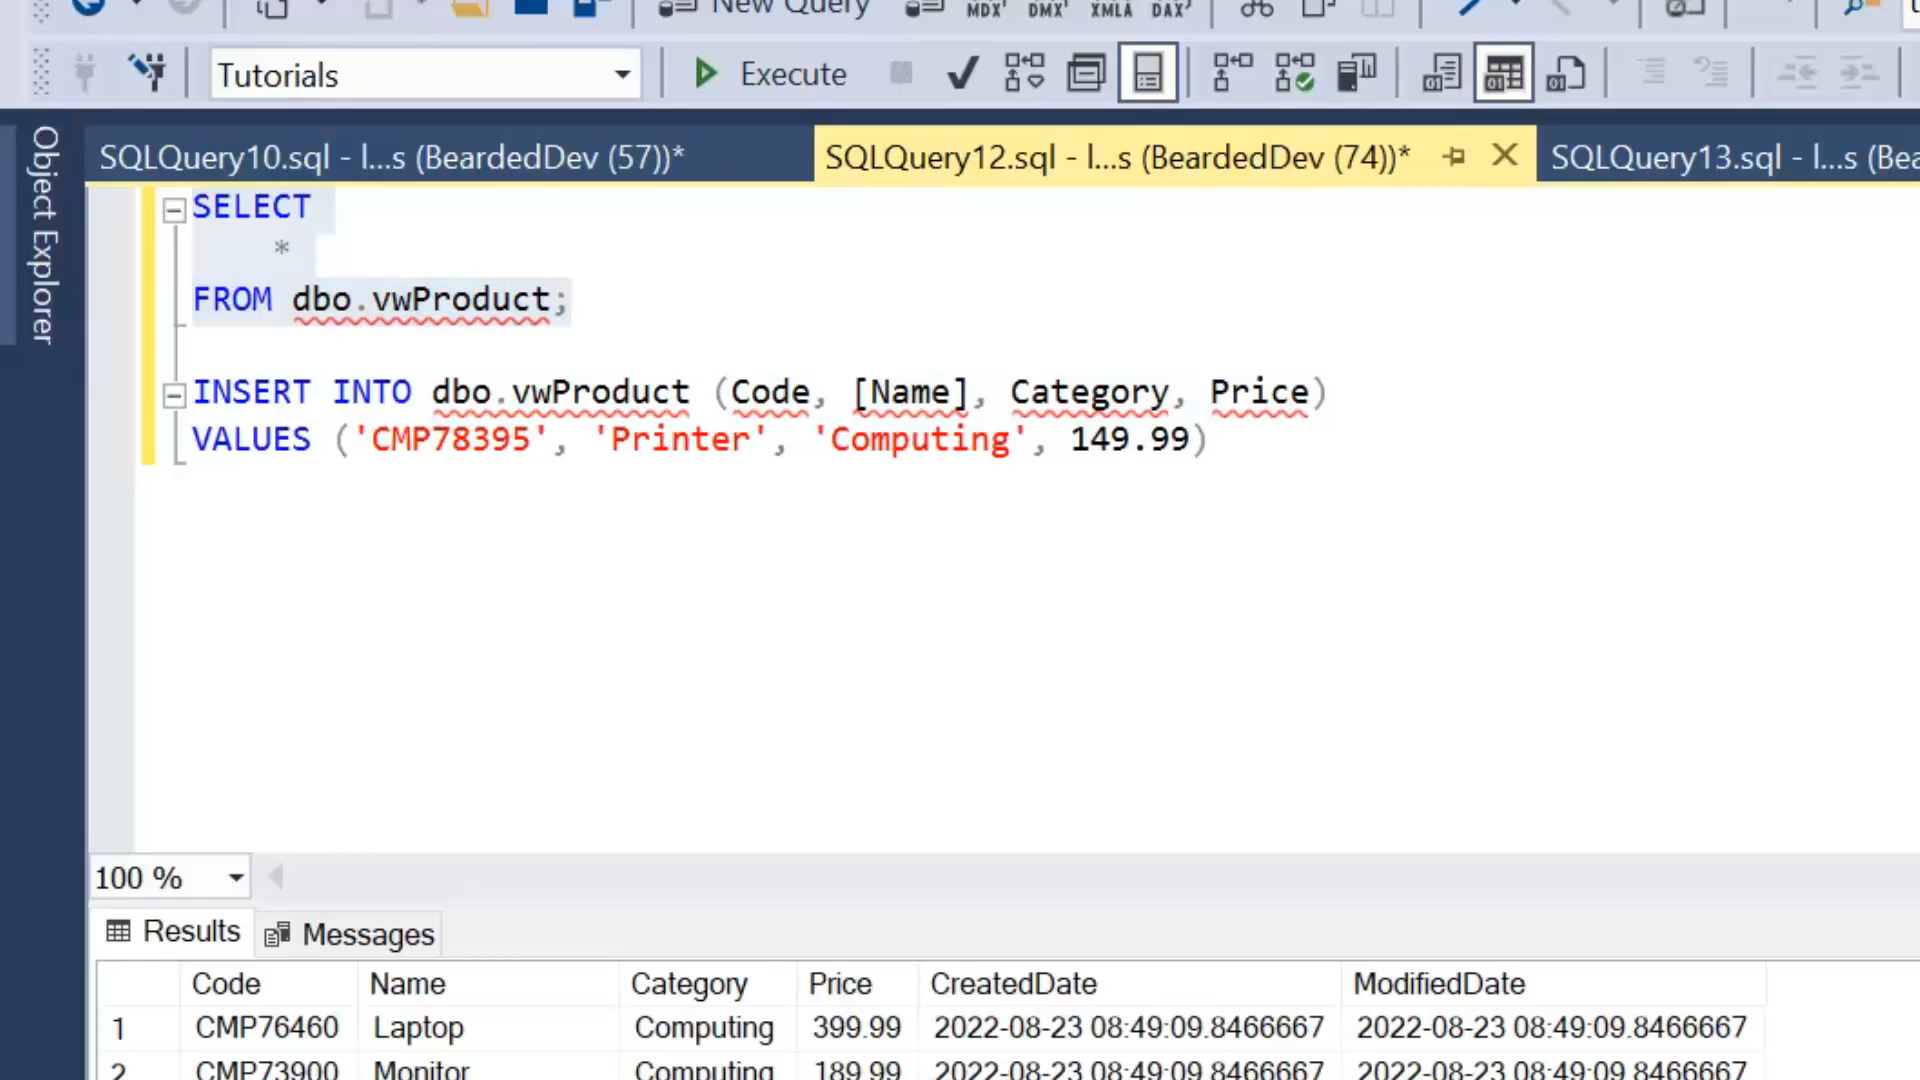 New Query MDX DMX XMLA DAX
Tutorials Execute
Object Explorer
SQLQuery10.sql - l...s (BeardedDev (57))* SQLQuery12.sql - l...s (BeardedDev (74))* SQLQuery13.sql - l...s (Bea
SELECT
*
FROM dbo.vwProduct;
INSERT INTO dbo.vwProduct (Code, [Name], Category, Price)
VALUES ('CMP78395', 'Printer', 'Computing', 149.99)
100 %
Results Messages
Code Name Category Price CreatedDate ModifiedDate
1 CMP76460 Laptop Computing 399.99 2022-08-23 08:49:09.8466667 2022-08-23 08:49:09.8466667
2 CMP73900 Monitor Computing 189.99 2022-08-23 08:49:09.8466667 2022-08-23 08:49:09.8466667